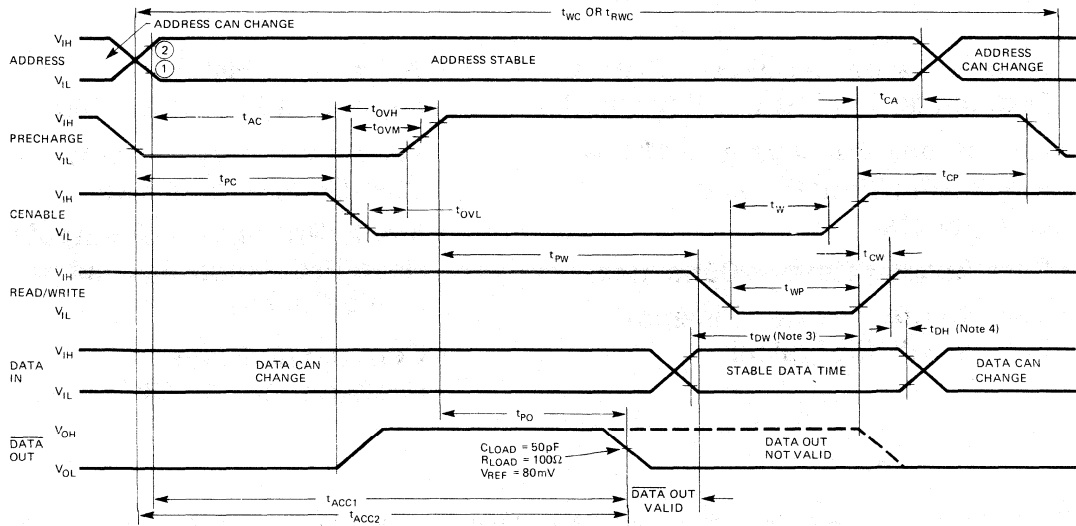 tWC OR tRWC
ADDRESS CAN CHANGE
VIH
ADDRESS
VIL
2
1
ADDRESS STABLE
ADDRESS
CAN CHANGE
tCA
tAC
tOVH
tOVM
VIH
PRECHARGE
VIL
tPC
tCP
VIH
CENABLE
VIL
tOVL
tW
tPW
tCW
VIH
READ/WRITE
VIL
tWP
tDW (Note 3)
tDH (Note 4)
VIH
DATA
IN
VIL
DATA CAN
CHANGE
STABLE DATA TIME
DATA CAN
CHANGE
tPO
VOH
DATA
OUT
VOL
CLOAD = 50pF
RLOAD = 100Ω
VREF = 80mV
DATA OUT
NOT VALID
tACC1
DATA OUT
VALID
tACC2